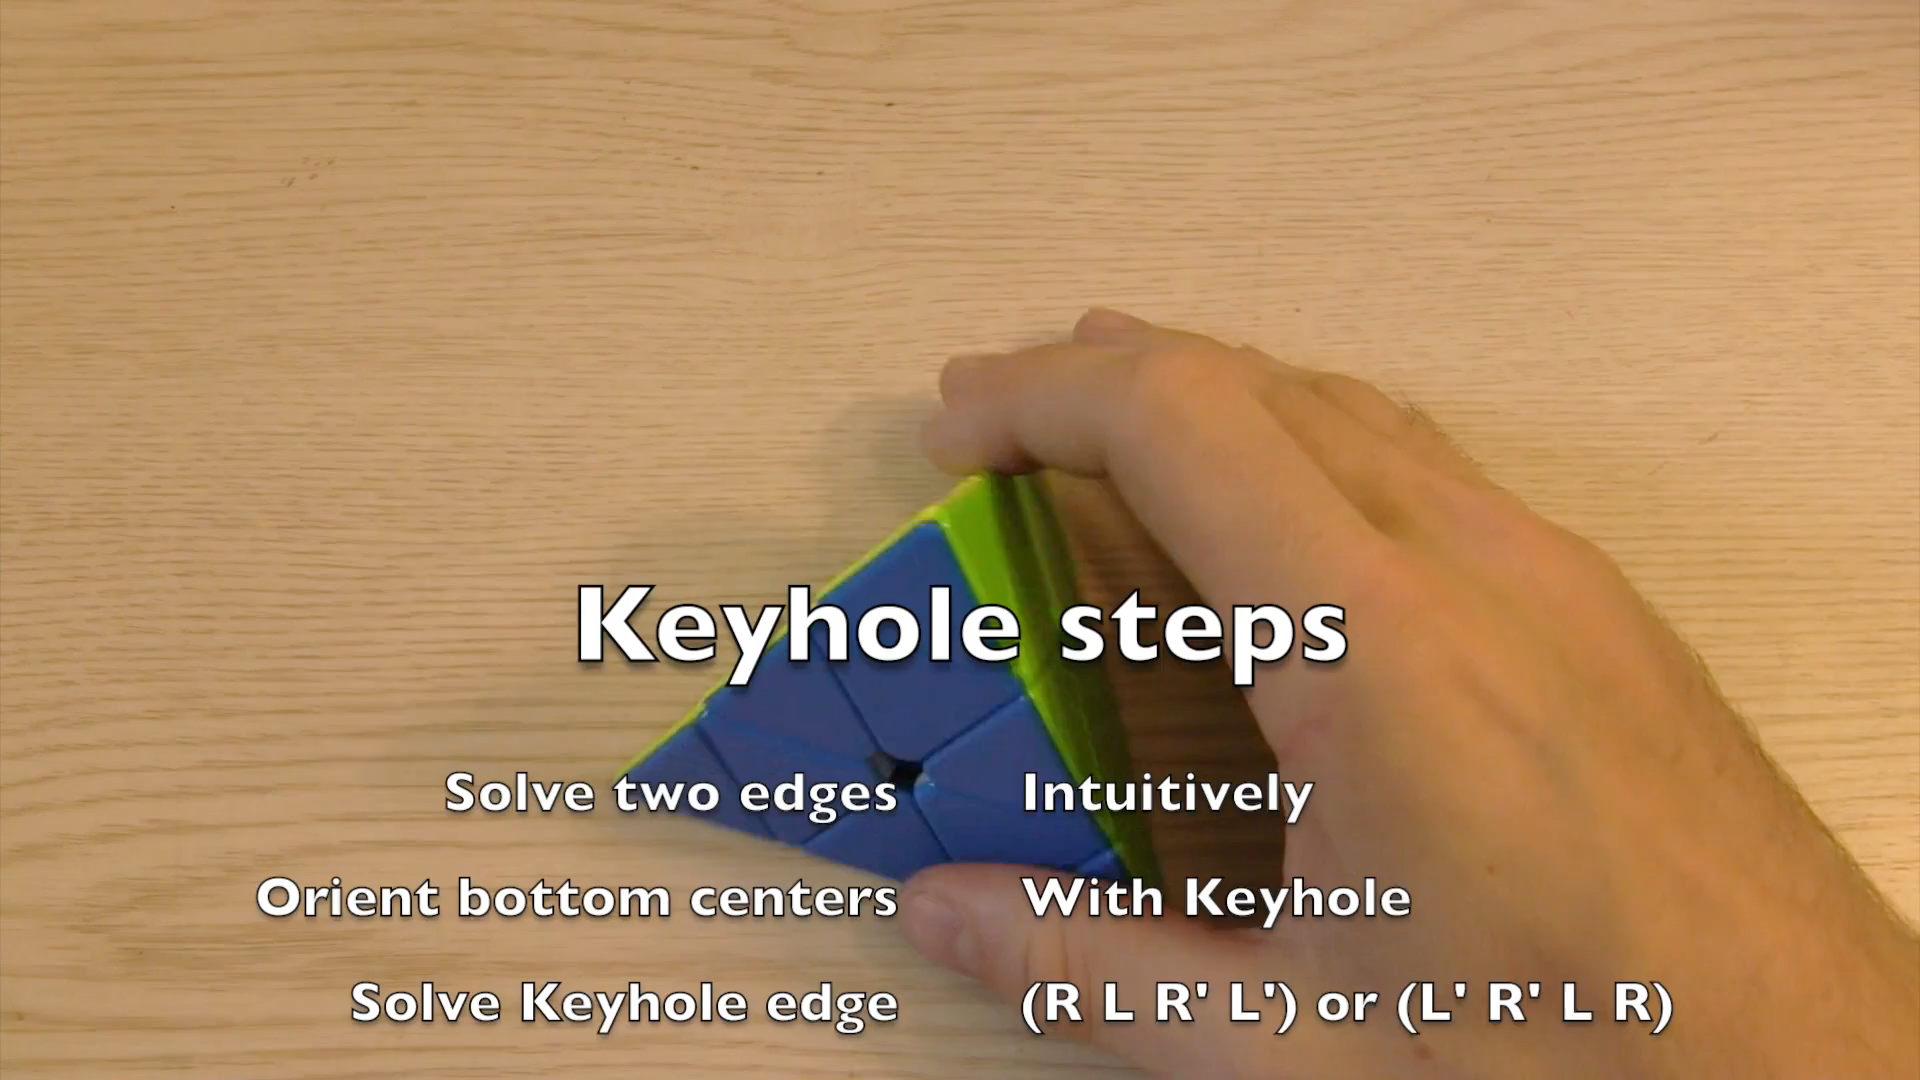 Keyhole steps
Solve two edges Intuitively
Orient bottom centers With Keyhole
Solve Keyhole edge (R L R' L') or (L' R' L R)